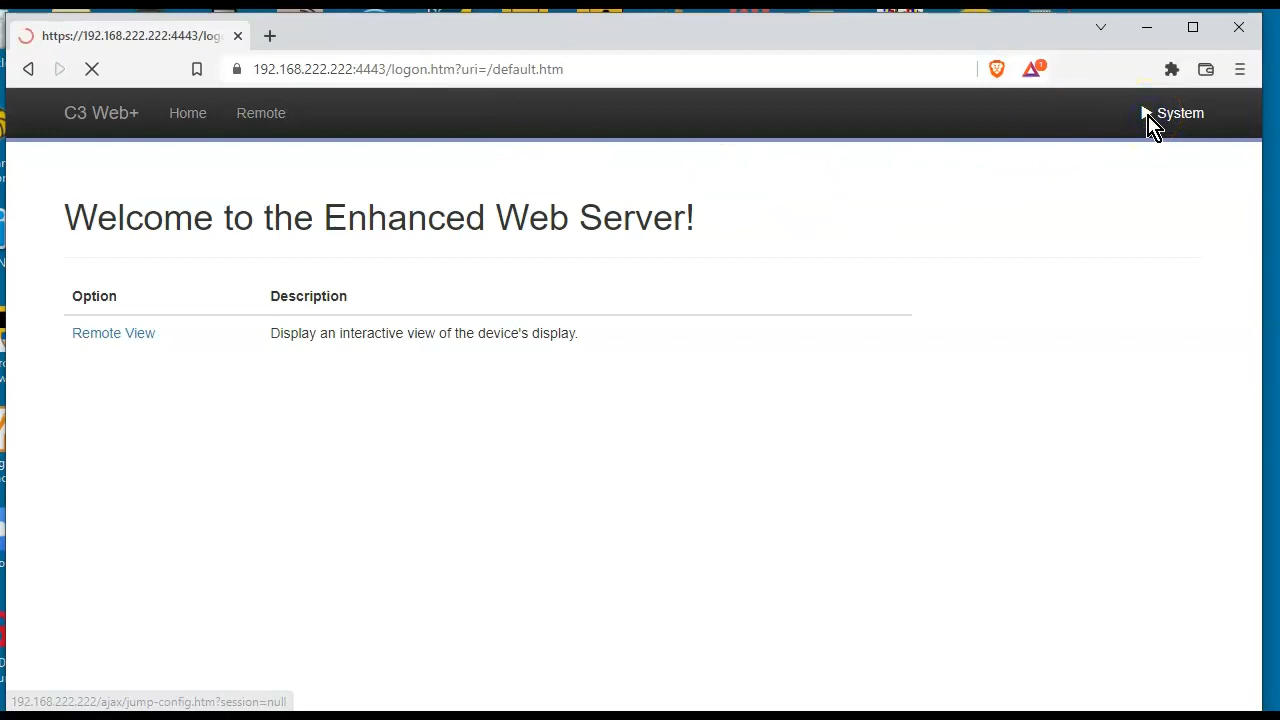 https://192.168.222.222:4443/log
192.168.222.222:4443/logon.htm?uri=/default.htm
1
C3 Web+ Home Remote System
Welcome to the Enhanced Web Server!
Option Description
Remote View Display an interactive view of the device's display.
192.168.222.222/ajax/jump-config.htm?session=null